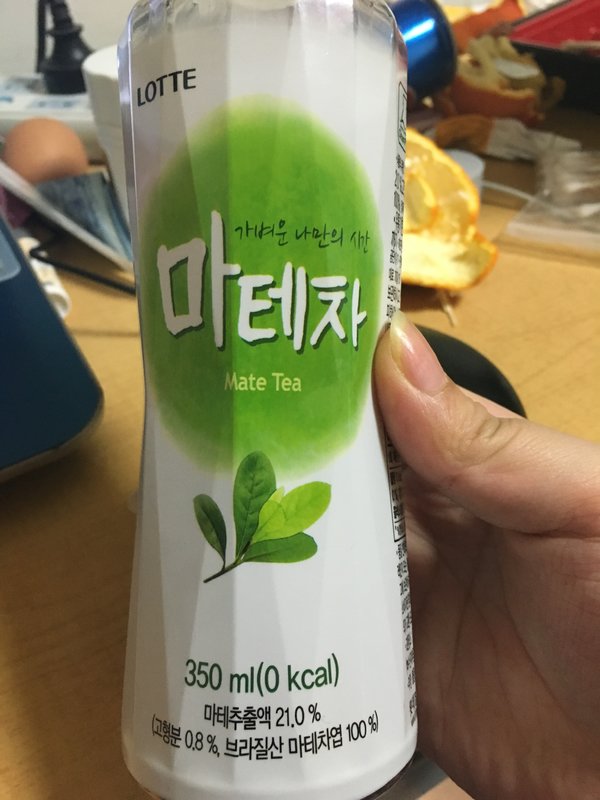 LOTTE
가벼운 나만의 시간
마테차
Mate Tea
350 ml(0 kcal)
마테추출액 21.0 %
(고형분 0.8 %, 브라질산 마테차엽 100 %)